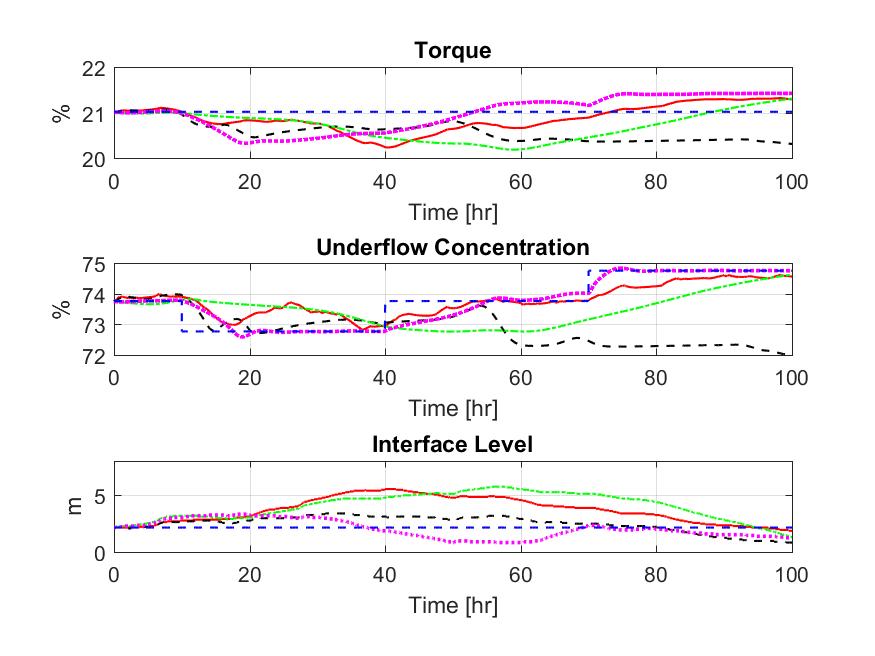 Torque
22
21
20
%
0 20 40 60 80 100
Time [hr]
Underflow Concentration
75
74
73
72
%
0 20 40 60 80 100
Time [hr]
Interface Level
5
0
m
0 20 40 60 80 100
Time [hr]